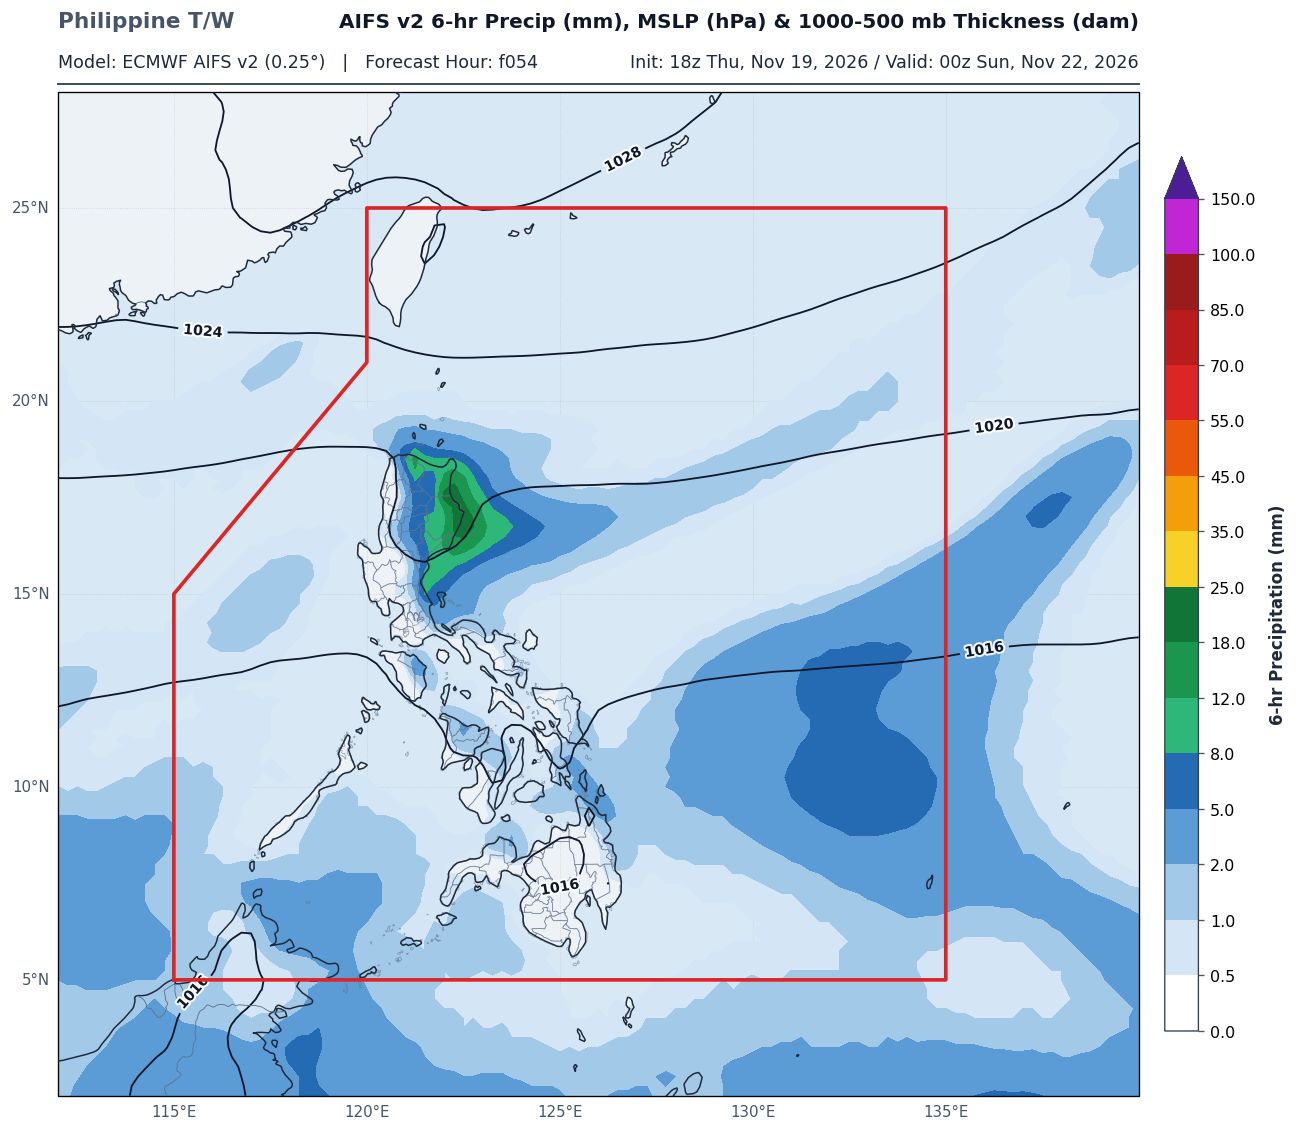 Philippine T/W
AIFS v2 6-hr Precip (mm), MSLP (hPa) & 1000-500 mb Thickness (dam)
Model: ECMWF AIFS v2 (0.25°) | Forecast Hour: f054
Init: 18z Thu, Nov 19, 2026 / Valid: 00z Sun, Nov 22, 2026
1028
25°N
1024
20°N
1020
15°N
1016
10°N
1016
5°N
1016
115°E
120°E
125°E
130°E
135°E
150.0
100.0
85.0
70.0
55.0
45.0
35.0
25.0
18.0
12.0
8.0
5.0
2.0
1.0
0.5
0.0
6-hr Precipitation (mm)